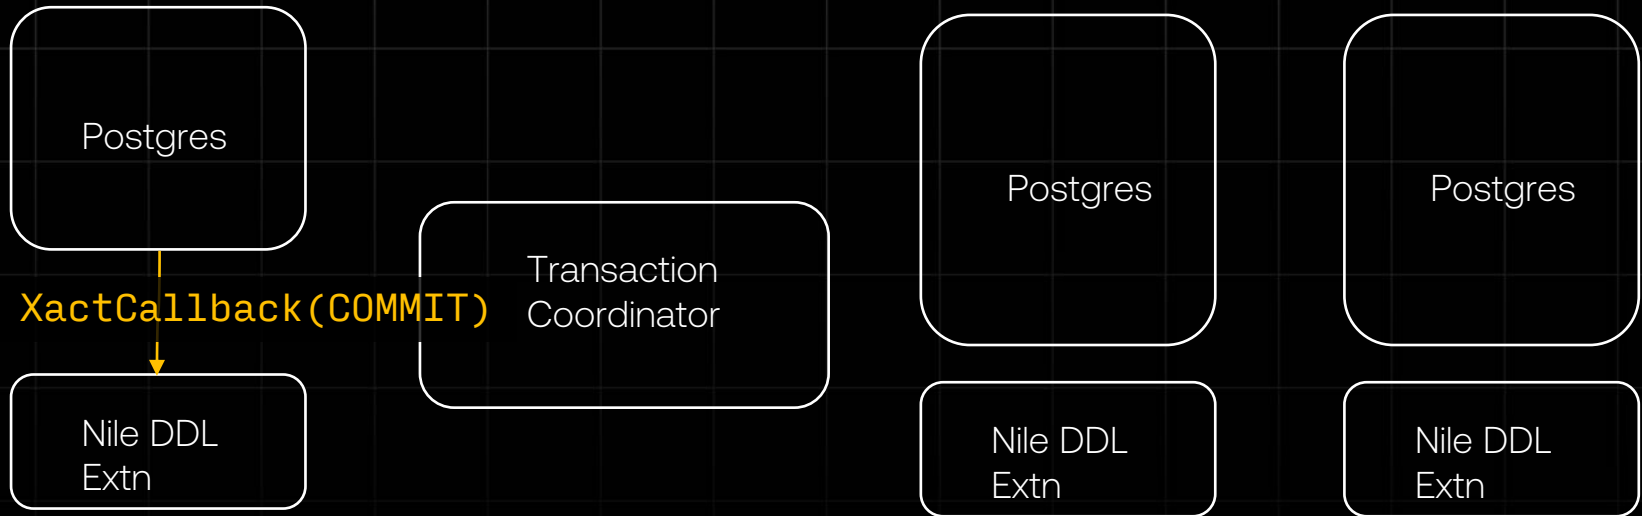 Postgres
XactCallback(COMMIT)
Nile DDL
Extn
Transaction
Coordinator
Postgres
Nile DDL
Extn
Postgres
Nile DDL
Extn